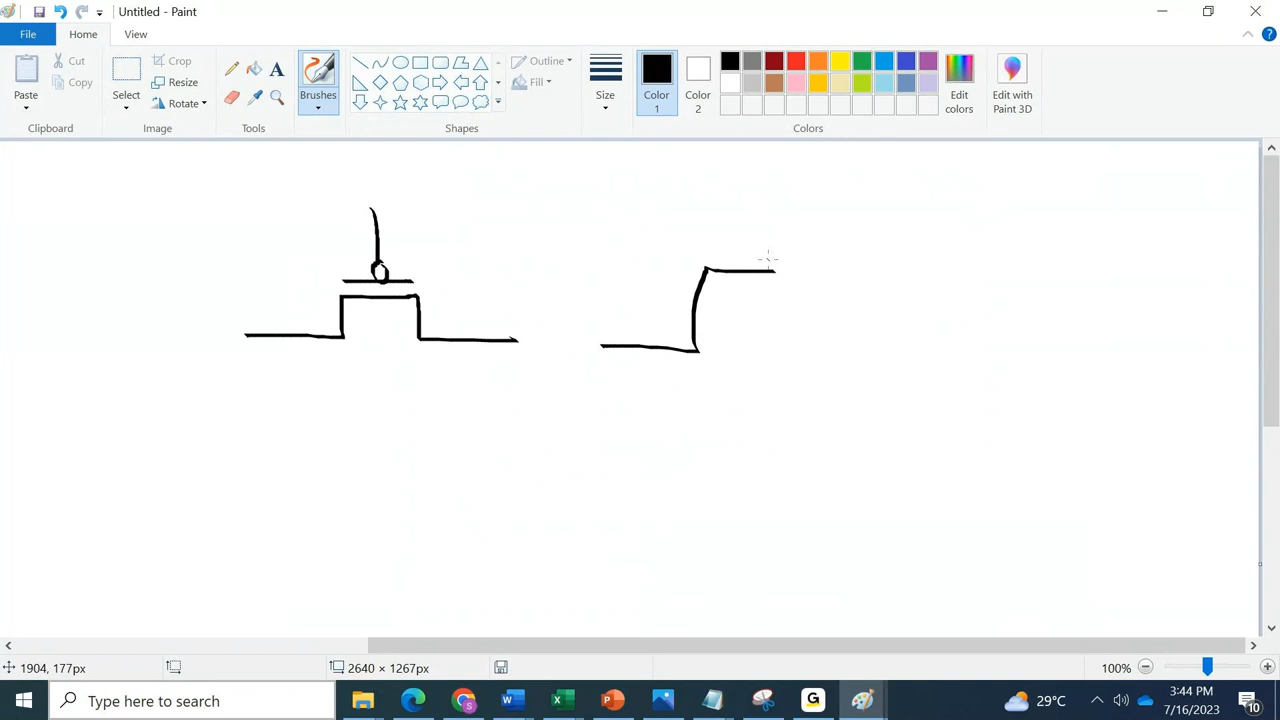 Untitled - Paint
File Home View
Paste
Cut
Copy
Clipboard
Select
Crop
Resize
Rotate
Image
A
Tools
Brushes
Shapes
Outline
Fill
Size
Color 1
Color 2
Edit colors
Colors
Edit with Paint 3D
1904, 177px
2640 × 1267px
100%
Type here to search
29°C
3:44 PM
7/16/2023
10